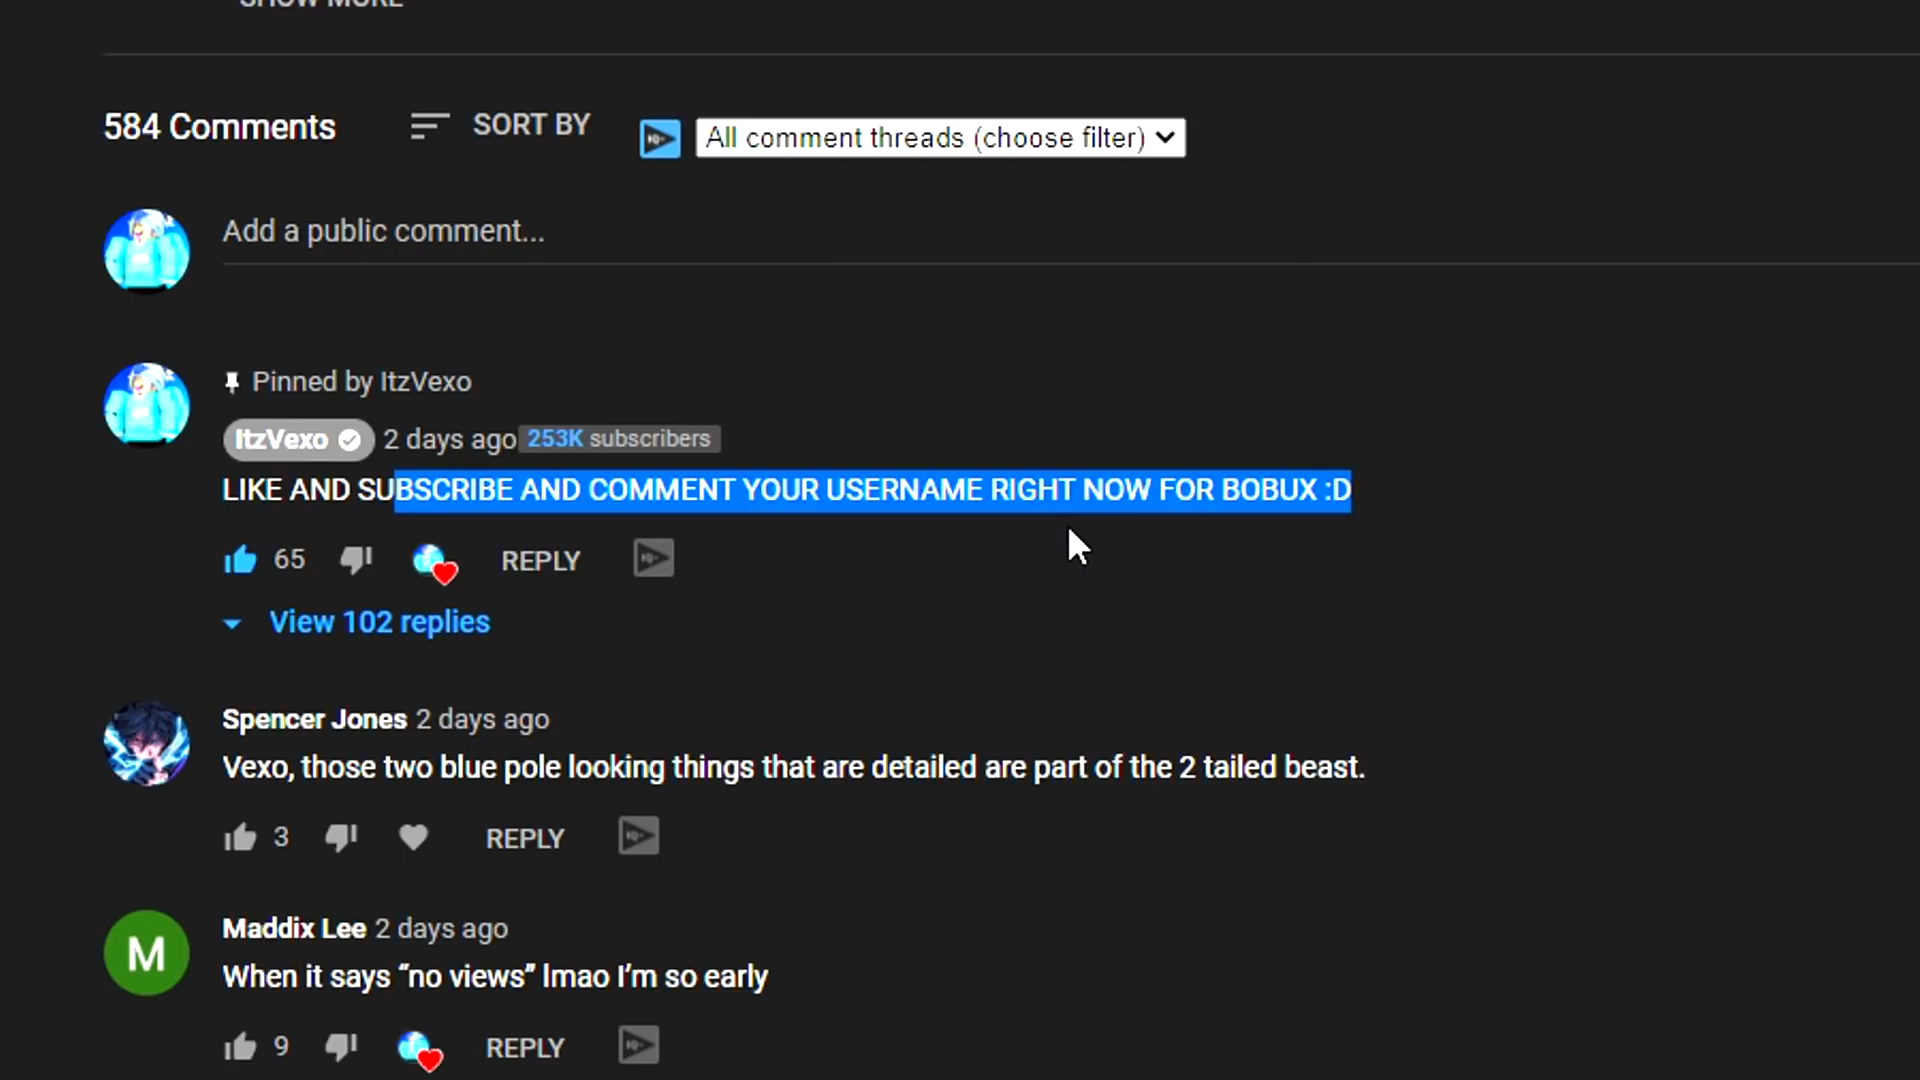 SHOW MORE
584 Comments
SORT BY
All comment threads (choose filter)
Add a public comment...
Pinned by ItzVexo
ItzVexo 2 days ago 253K subscribers
LIKE AND SUBSCRIBE AND COMMENT YOUR USERNAME RIGHT NOW FOR BOBUX :D
65 REPLY
View 102 replies
Spencer Jones 2 days ago
Vexo, those two blue pole looking things that are detailed are part of the 2 tailed beast.
3 REPLY
M
Maddix Lee 2 days ago
When it says “no views” lmao I’m so early
9 REPLY